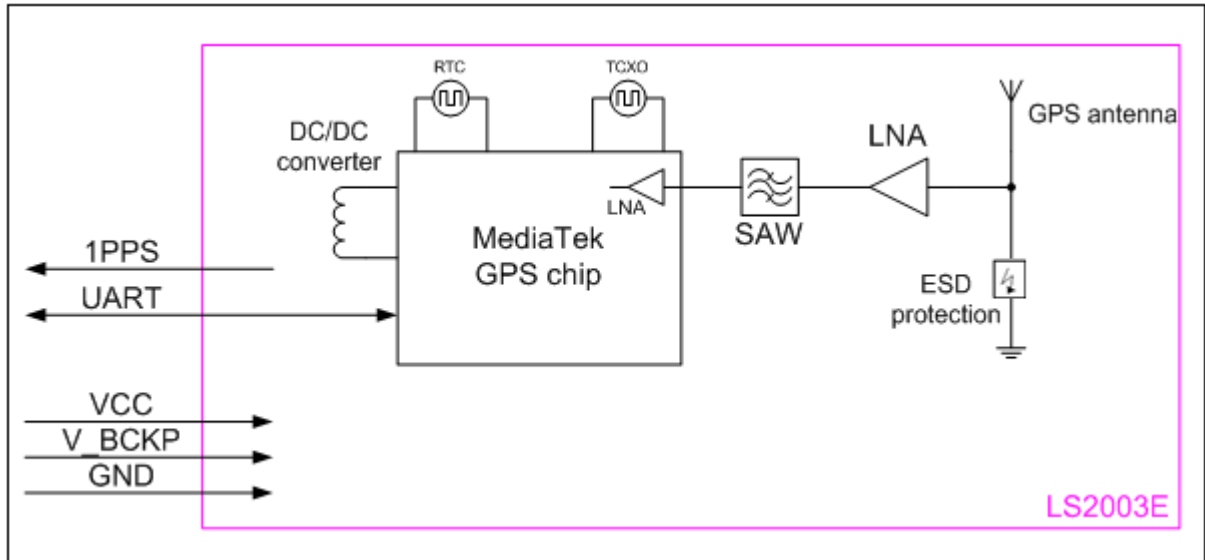 RTC
TCXO
DC/DC
converter
GPS antenna
LNA
LNA
SAW
MediaTek
GPS chip
1PPS
UART
ESD
protection
VCC
V_BCKP
GND
LS2003E